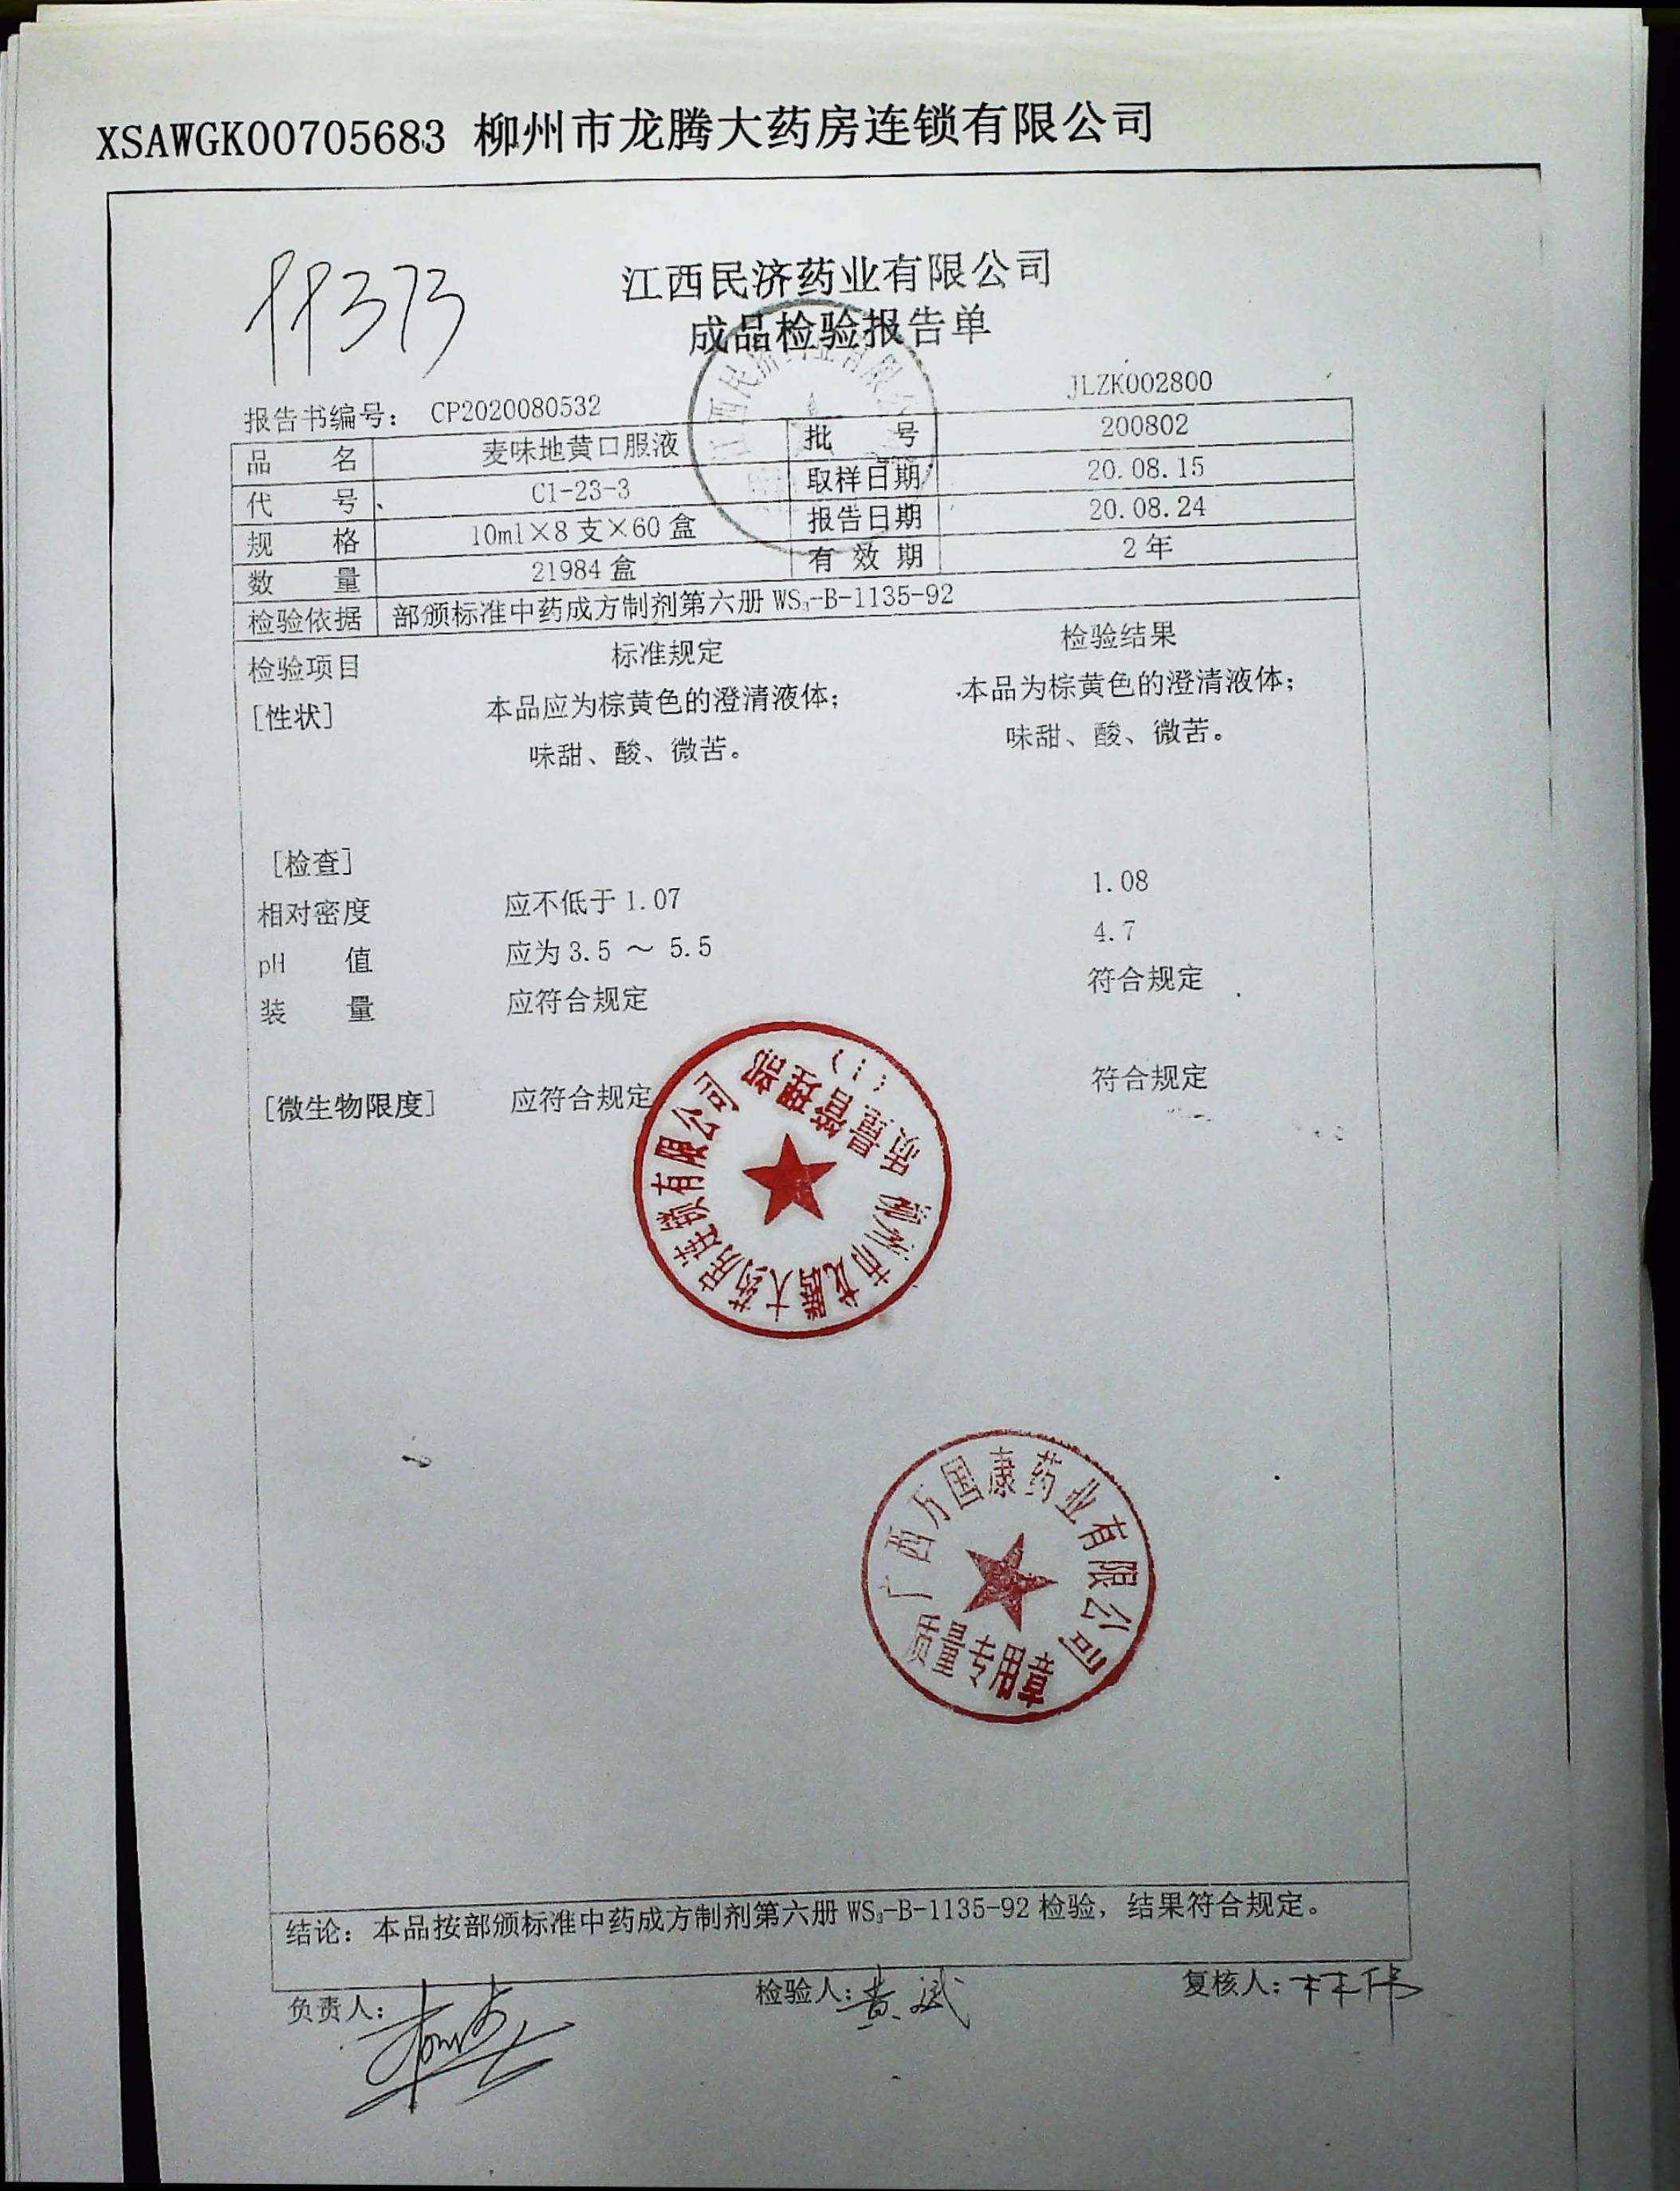 XSAWGK00705683 柳州市龙腾大药房连锁有限公司
江西民济药业有限公司
成品检验报告单
报告书编号： CP2020080532 JLZK002800
品 名 麦味地黄口服液 批 号 200802
代 号 C1-23-3 取样日期 20.08.15
规 格 10ml×8支×60盒 报告日期 20.08.24
数 量 21984盒 有效期 2年
检验依据 部颁标准中药成方制剂第六册WS₃-B-1135-92
检验项目 标准规定 检验结果
[性状] 本品应为棕黄色的澄清液体； 本品为棕黄色的澄清液体；
味甜、酸、微苦。 味甜、酸、微苦。
[检查]
相对密度 应不低于1.07 1.08
pH 值 应为3.5～5.5 4.7
装 量 应符合规定 符合规定
[微生物限度] 应符合规定 符合规定
柳州市龙腾大药房连锁有限公司
质量管理部
广西万国康药业有限公司
质量专用章
结论：本品按部颁标准中药成方制剂第六册WS₃-B-1135-92检验，结果符合规定。
负责人： 检验人：黄斌 复核人：林伟